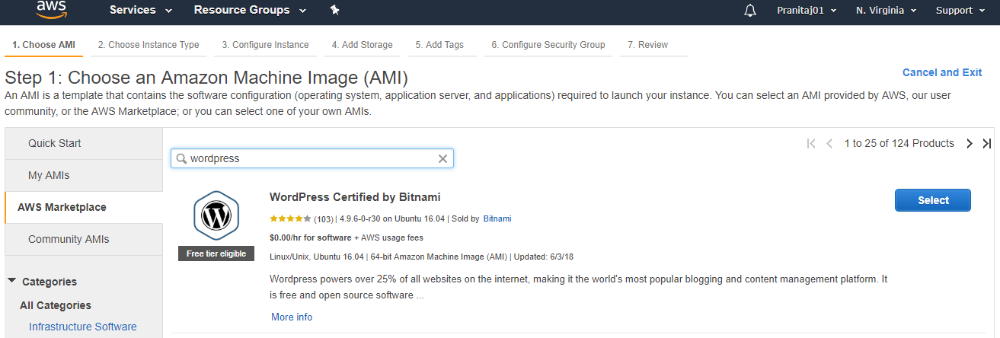 aws
Services Resource Groups Pranitaj01 N. Virginia Support
1. Choose AMI 2. Choose Instance Type 3. Configure Instance 4. Add Storage 5. Add Tags 6. Configure Security Group 7. Review
Step 1: Choose an Amazon Machine Image (AMI)
Cancel and Exit
An AMI is a template that contains the software configuration (operating system, application server, and applications) required to launch your instance. You can select an AMI provided by AWS, our user
community, or the AWS Marketplace; or you can select one of your own AMIs.
Quick Start
My AMIs
AWS Marketplace
Community AMIs
Categories
All Categories
Infrastructure Software
1 to 25 of 124 Products
wordpress
W
Free tier eligible
WordPress Certified by Bitnami
Select
(103) | 4.9.6-0-r30 on Ubuntu 16.04 | Sold by Bitnami
$0.00/hr for software + AWS usage fees
Linux/Unix, Ubuntu 16.04 | 64-bit Amazon Machine Image (AMI) | Updated: 6/3/18
Wordpress powers over 25% of all websites on the internet, making it the world's most popular blogging and content management platform. It
is free and open source software ...
More info